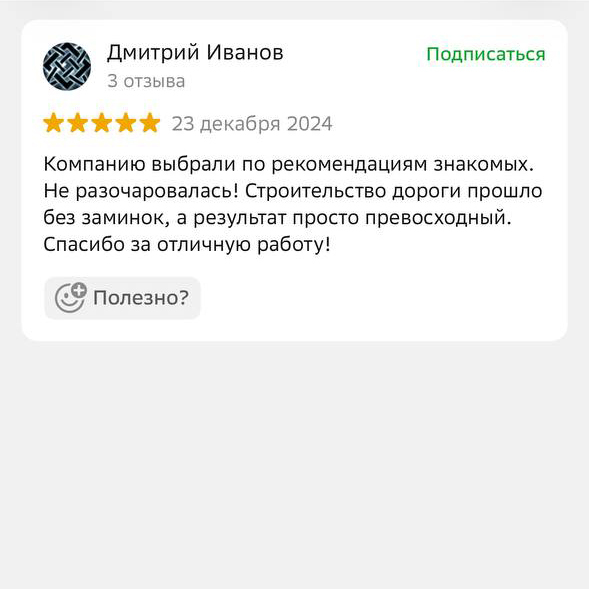 Дмитрий Иванов
Подписаться
3 отзыва
23 декабря 2024
Компанию выбрали по рекомендациям знакомых.
Не разочаровалась! Строительство дороги прошло
без заминок, а результат просто превосходный.
Спасибо за отличную работу!
Полезно?